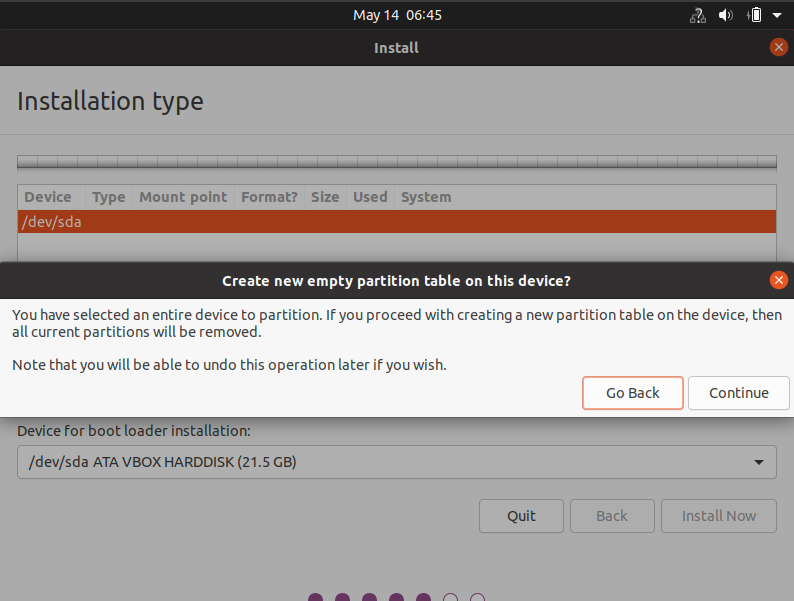 May 14 06:45
Install
Installation type
Device Type Mount point Format? Size Used System
/dev/sda
Create new empty partition table on this device?
You have selected an entire device to partition. If you proceed with creating a new partition table on the device, then
all current partitions will be removed.
Note that you will be able to undo this operation later if you wish.
Go Back Continue
Device for boot loader installation:
/dev/sda ATA VBOX HARDDISK (21.5 GB)
Quit Back Install Now